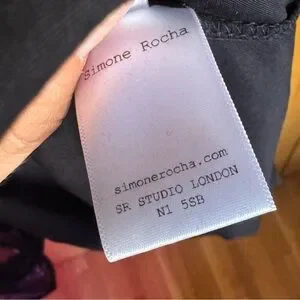 Simone Rocha
simonerocha.com
SR STUDIO LONDON
N1 5SB